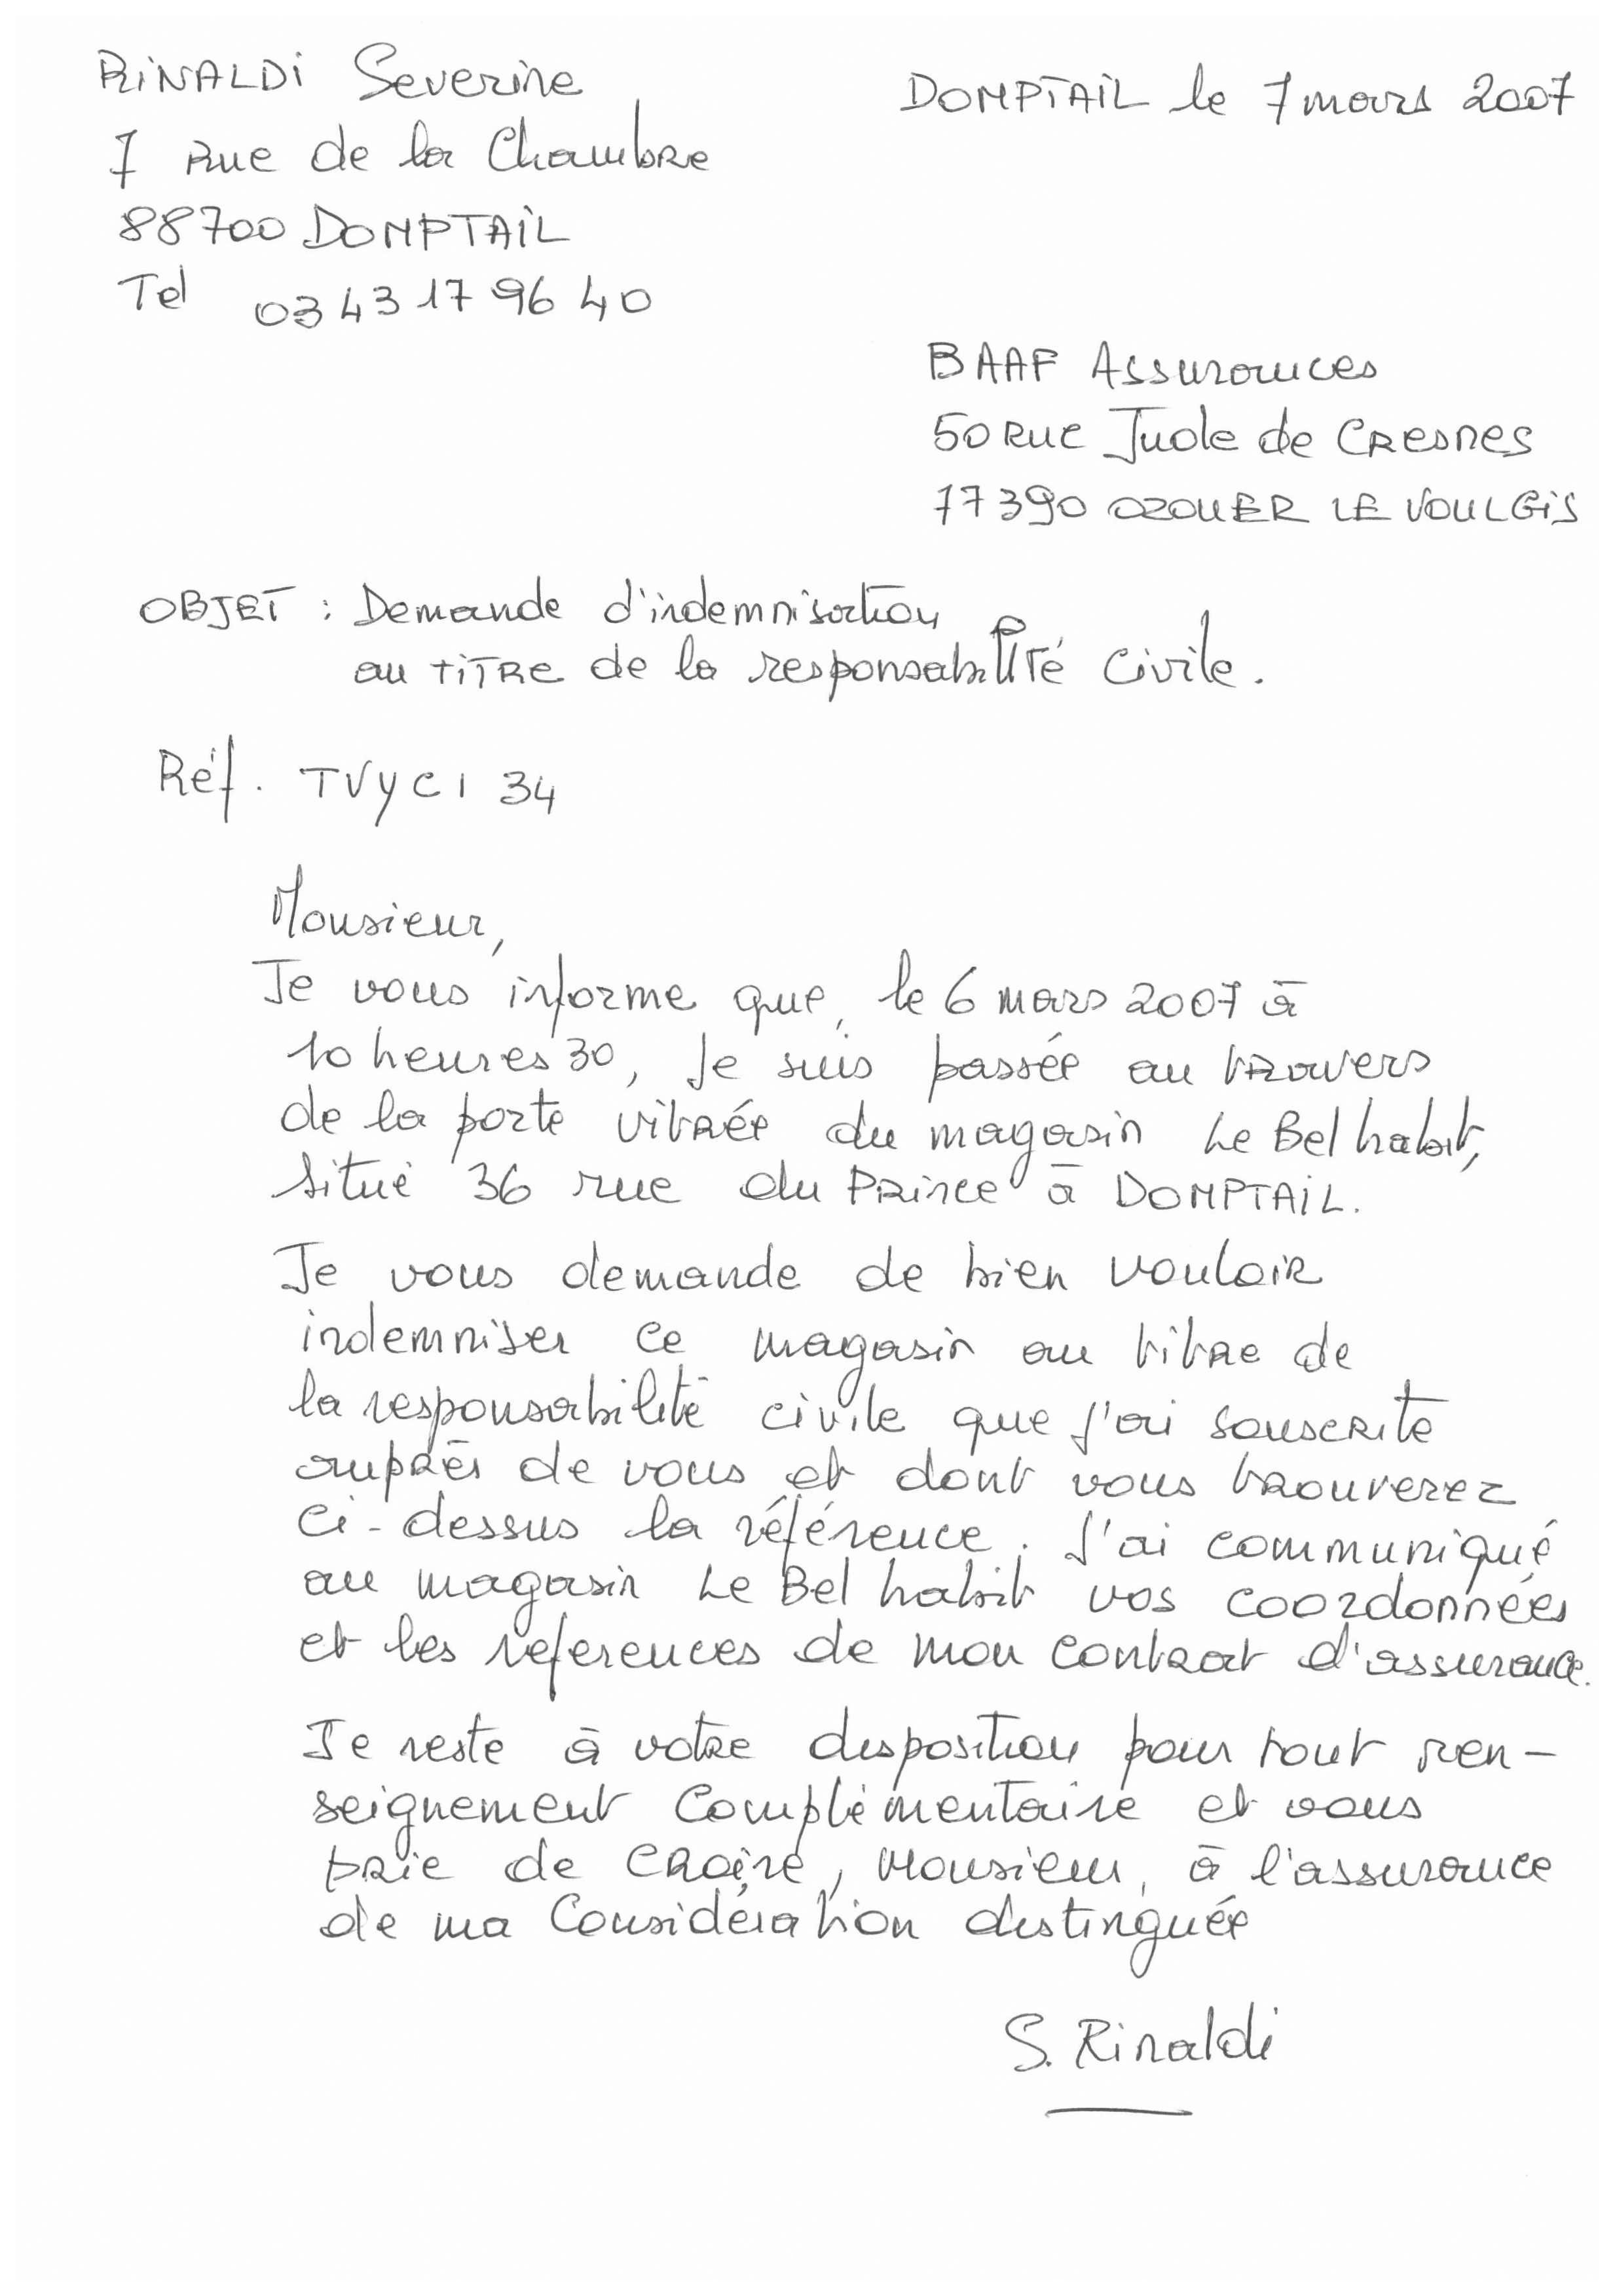 RINALDI Severine
7 Rue de la Chambre
88700 DOMPTAIL
Tel 03 43 17 96 40
DOMPTAIL le 7 mars 2007
BAAF Assurances
50 Rue Jude de CResnes
77390 OZOUER LE VOULGIS
OBJET : Demande d'indemnisation
au TITRE de la responsabilité civile.
Réf. TVYCI 34
Monsieur,
Je vous informe que, le 6 mars 2007 à
10 heures 30, je suis passée au travers
de la porte vitrée du magasin Le Bel habit,
situé 36 rue du Prince à DOMPTAIL.
Je vous demande de bien vouloir
indemniser ce magasin au titre de
la responsabilité civile que j'ai souscrite
auprès de vous et dont vous trouverez
ci-dessus la référence. J'ai communiqué
au magasin Le Bel habit vos coordonnées
et les references de mon contrat d'assurance.
Je reste à votre disposition pour tout ren-
seignement complémentaire et vous
prie de croire, Monsieur, à l'assurance
de ma considération distinguée
S. Rinaldi